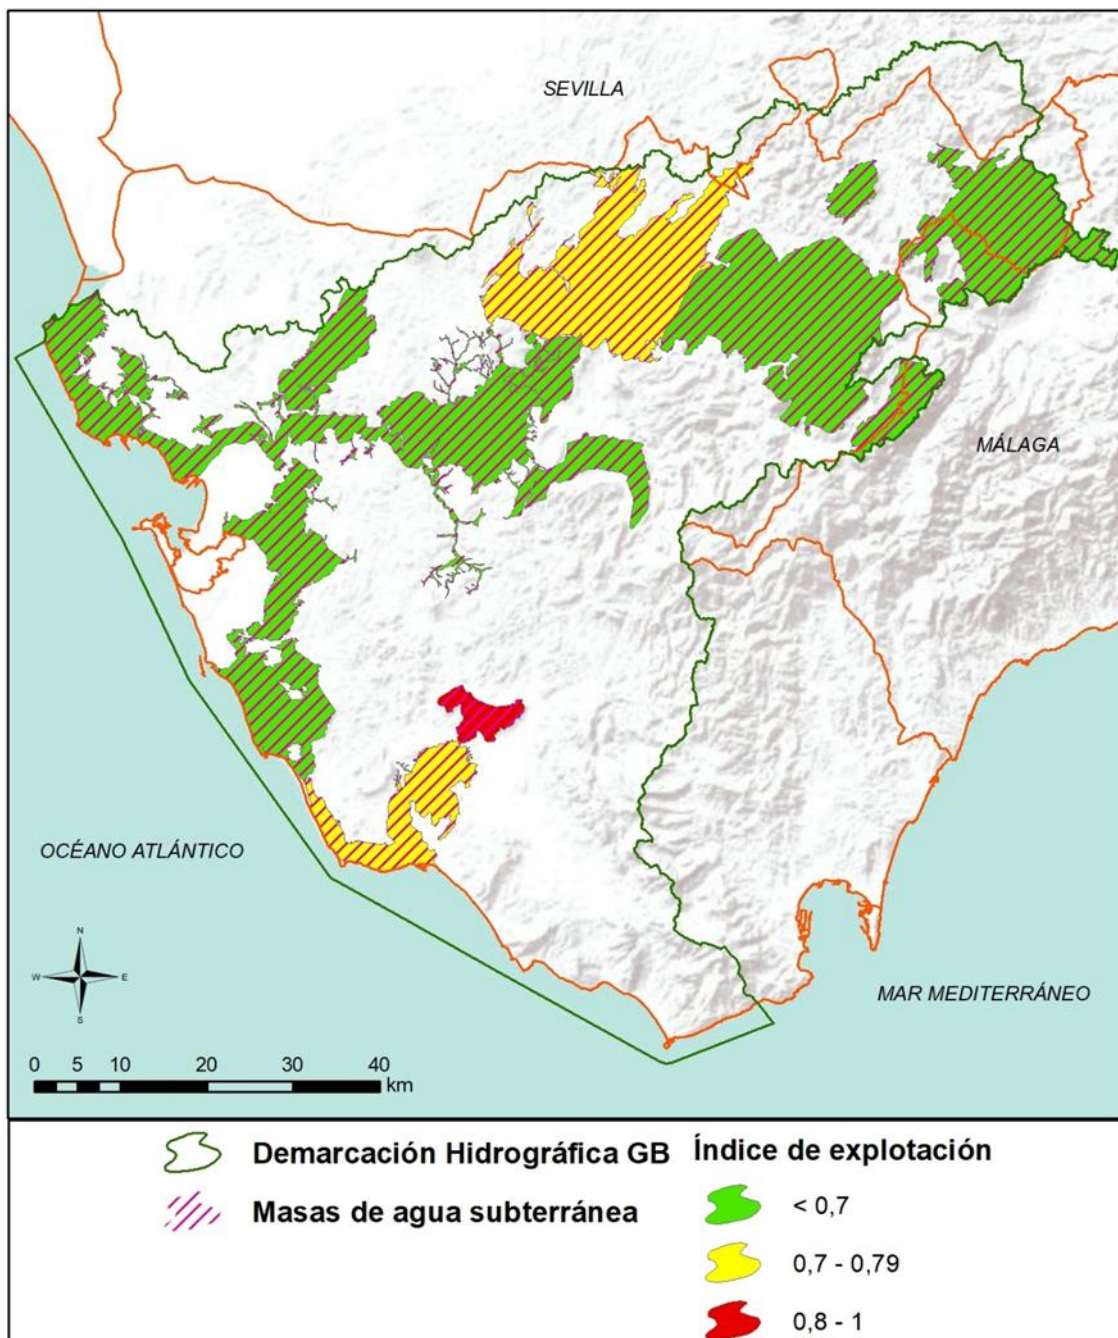 SEVILLA
MÁLAGA
OCÉANO ATLÁNTICO
MAR MEDITERRÁNEO
N
W E
S
0 5 10 20 30 40
km
Demarcación Hidrográfica GB
Masas de agua subterránea
Índice de explotación
< 0,7
0,7 - 0,79
0,8 - 1